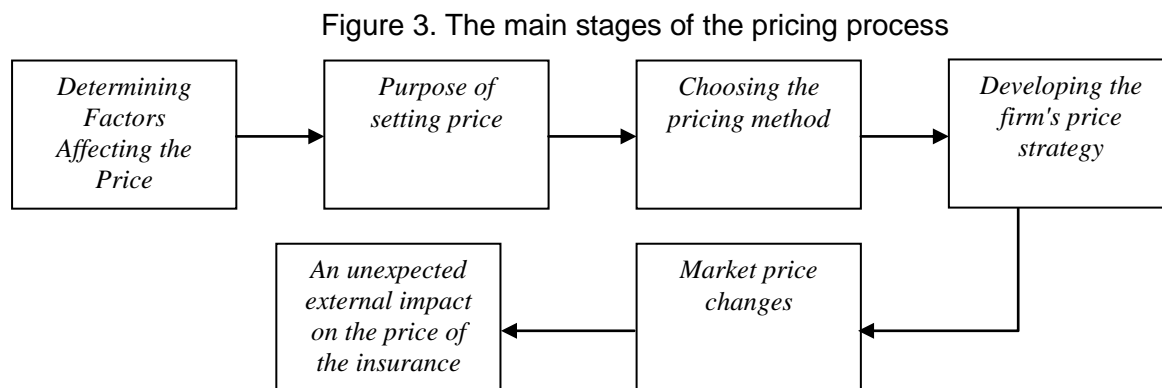 Figure 3. The main stages of the pricing process
Determining
Factors
Affecting the
Price
Purpose of
setting price
Choosing the
pricing method
Developing the
firm's price
strategy
An unexpected
external impact
on the price of
the insurance
Market price
changes